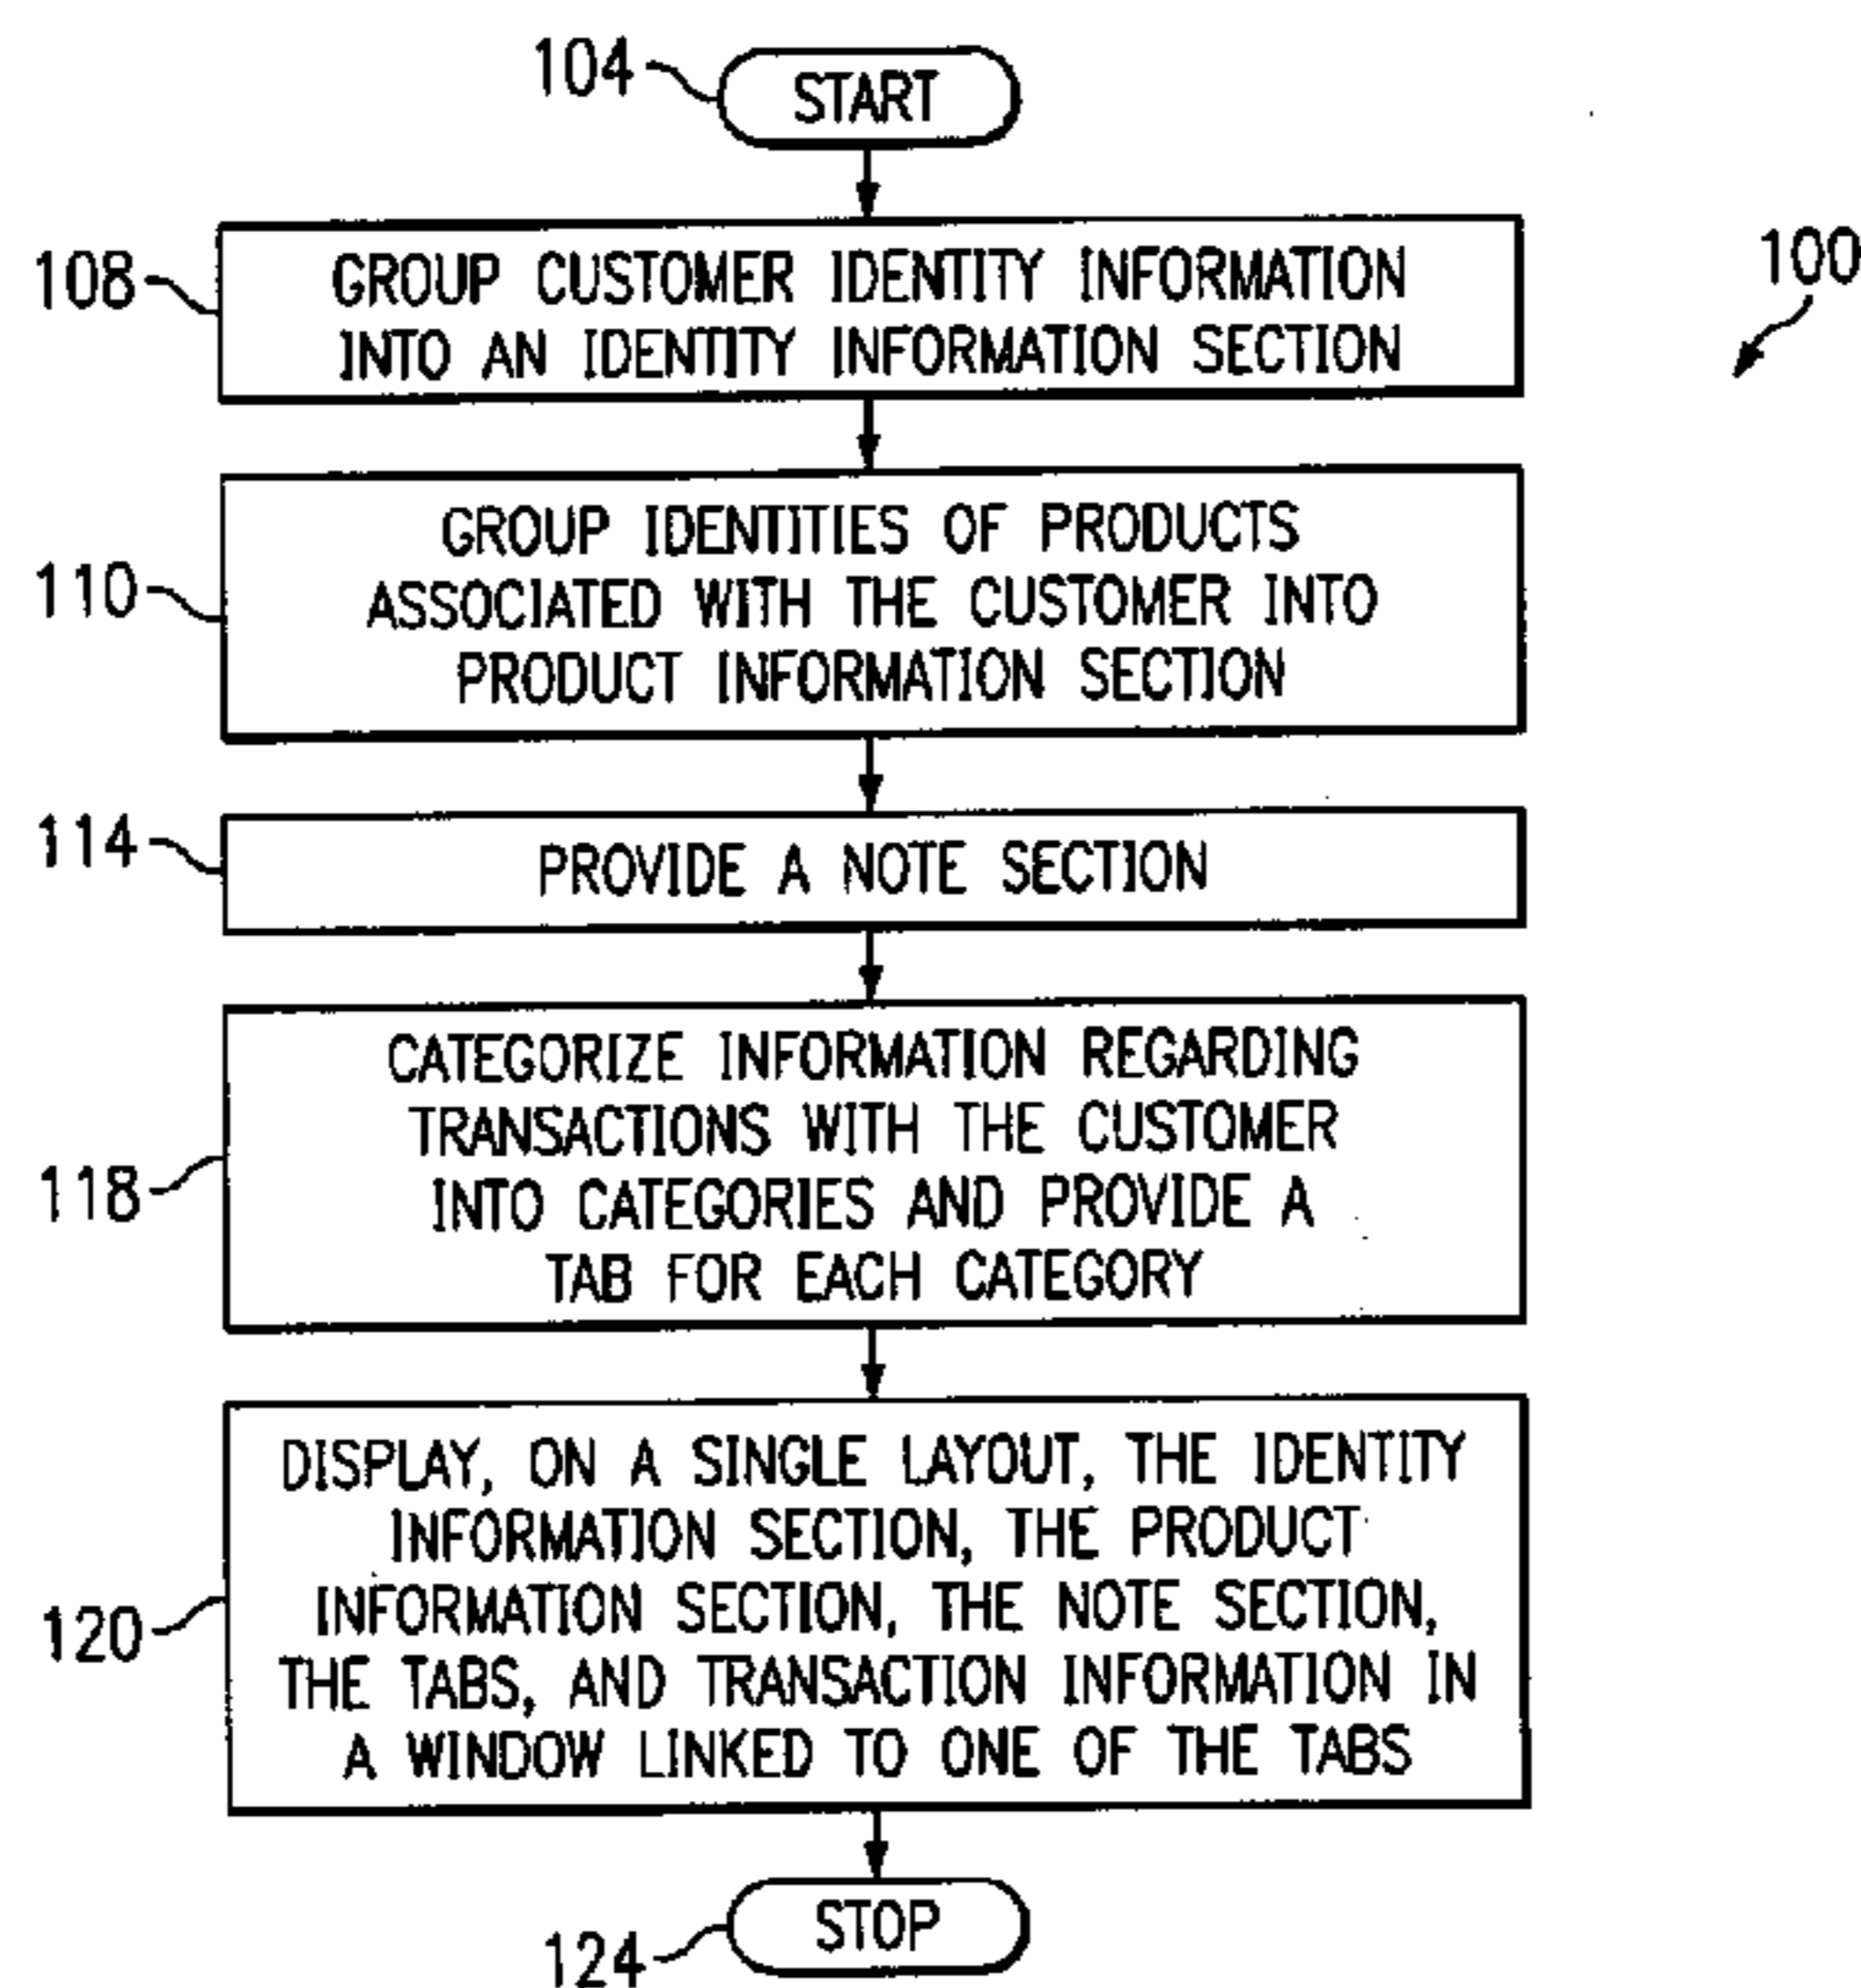 104
START
108
GROUP CUSTOMER IDENTITY INFORMATION
INTO AN IDENTITY INFORMATION SECTION
100
110
GROUP IDENTITIES OF PRODUCTS
ASSOCIATED WITH THE CUSTOMER INTO
PRODUCT INFORMATION SECTION
114
PROVIDE A NOTE SECTION
118
CATEGORIZE INFORMATION REGARDING
TRANSACTIONS WITH THE CUSTOMER
INTO CATEGORIES AND PROVIDE A
TAB FOR EACH CATEGORY
120
DISPLAY, ON A SINGLE LAYOUT, THE IDENTITY
INFORMATION SECTION, THE PRODUCT
INFORMATION SECTION, THE NOTE SECTION,
THE TABS, AND TRANSACTION INFORMATION IN
A WINDOW LINKED TO ONE OF THE TABS
124
STOP